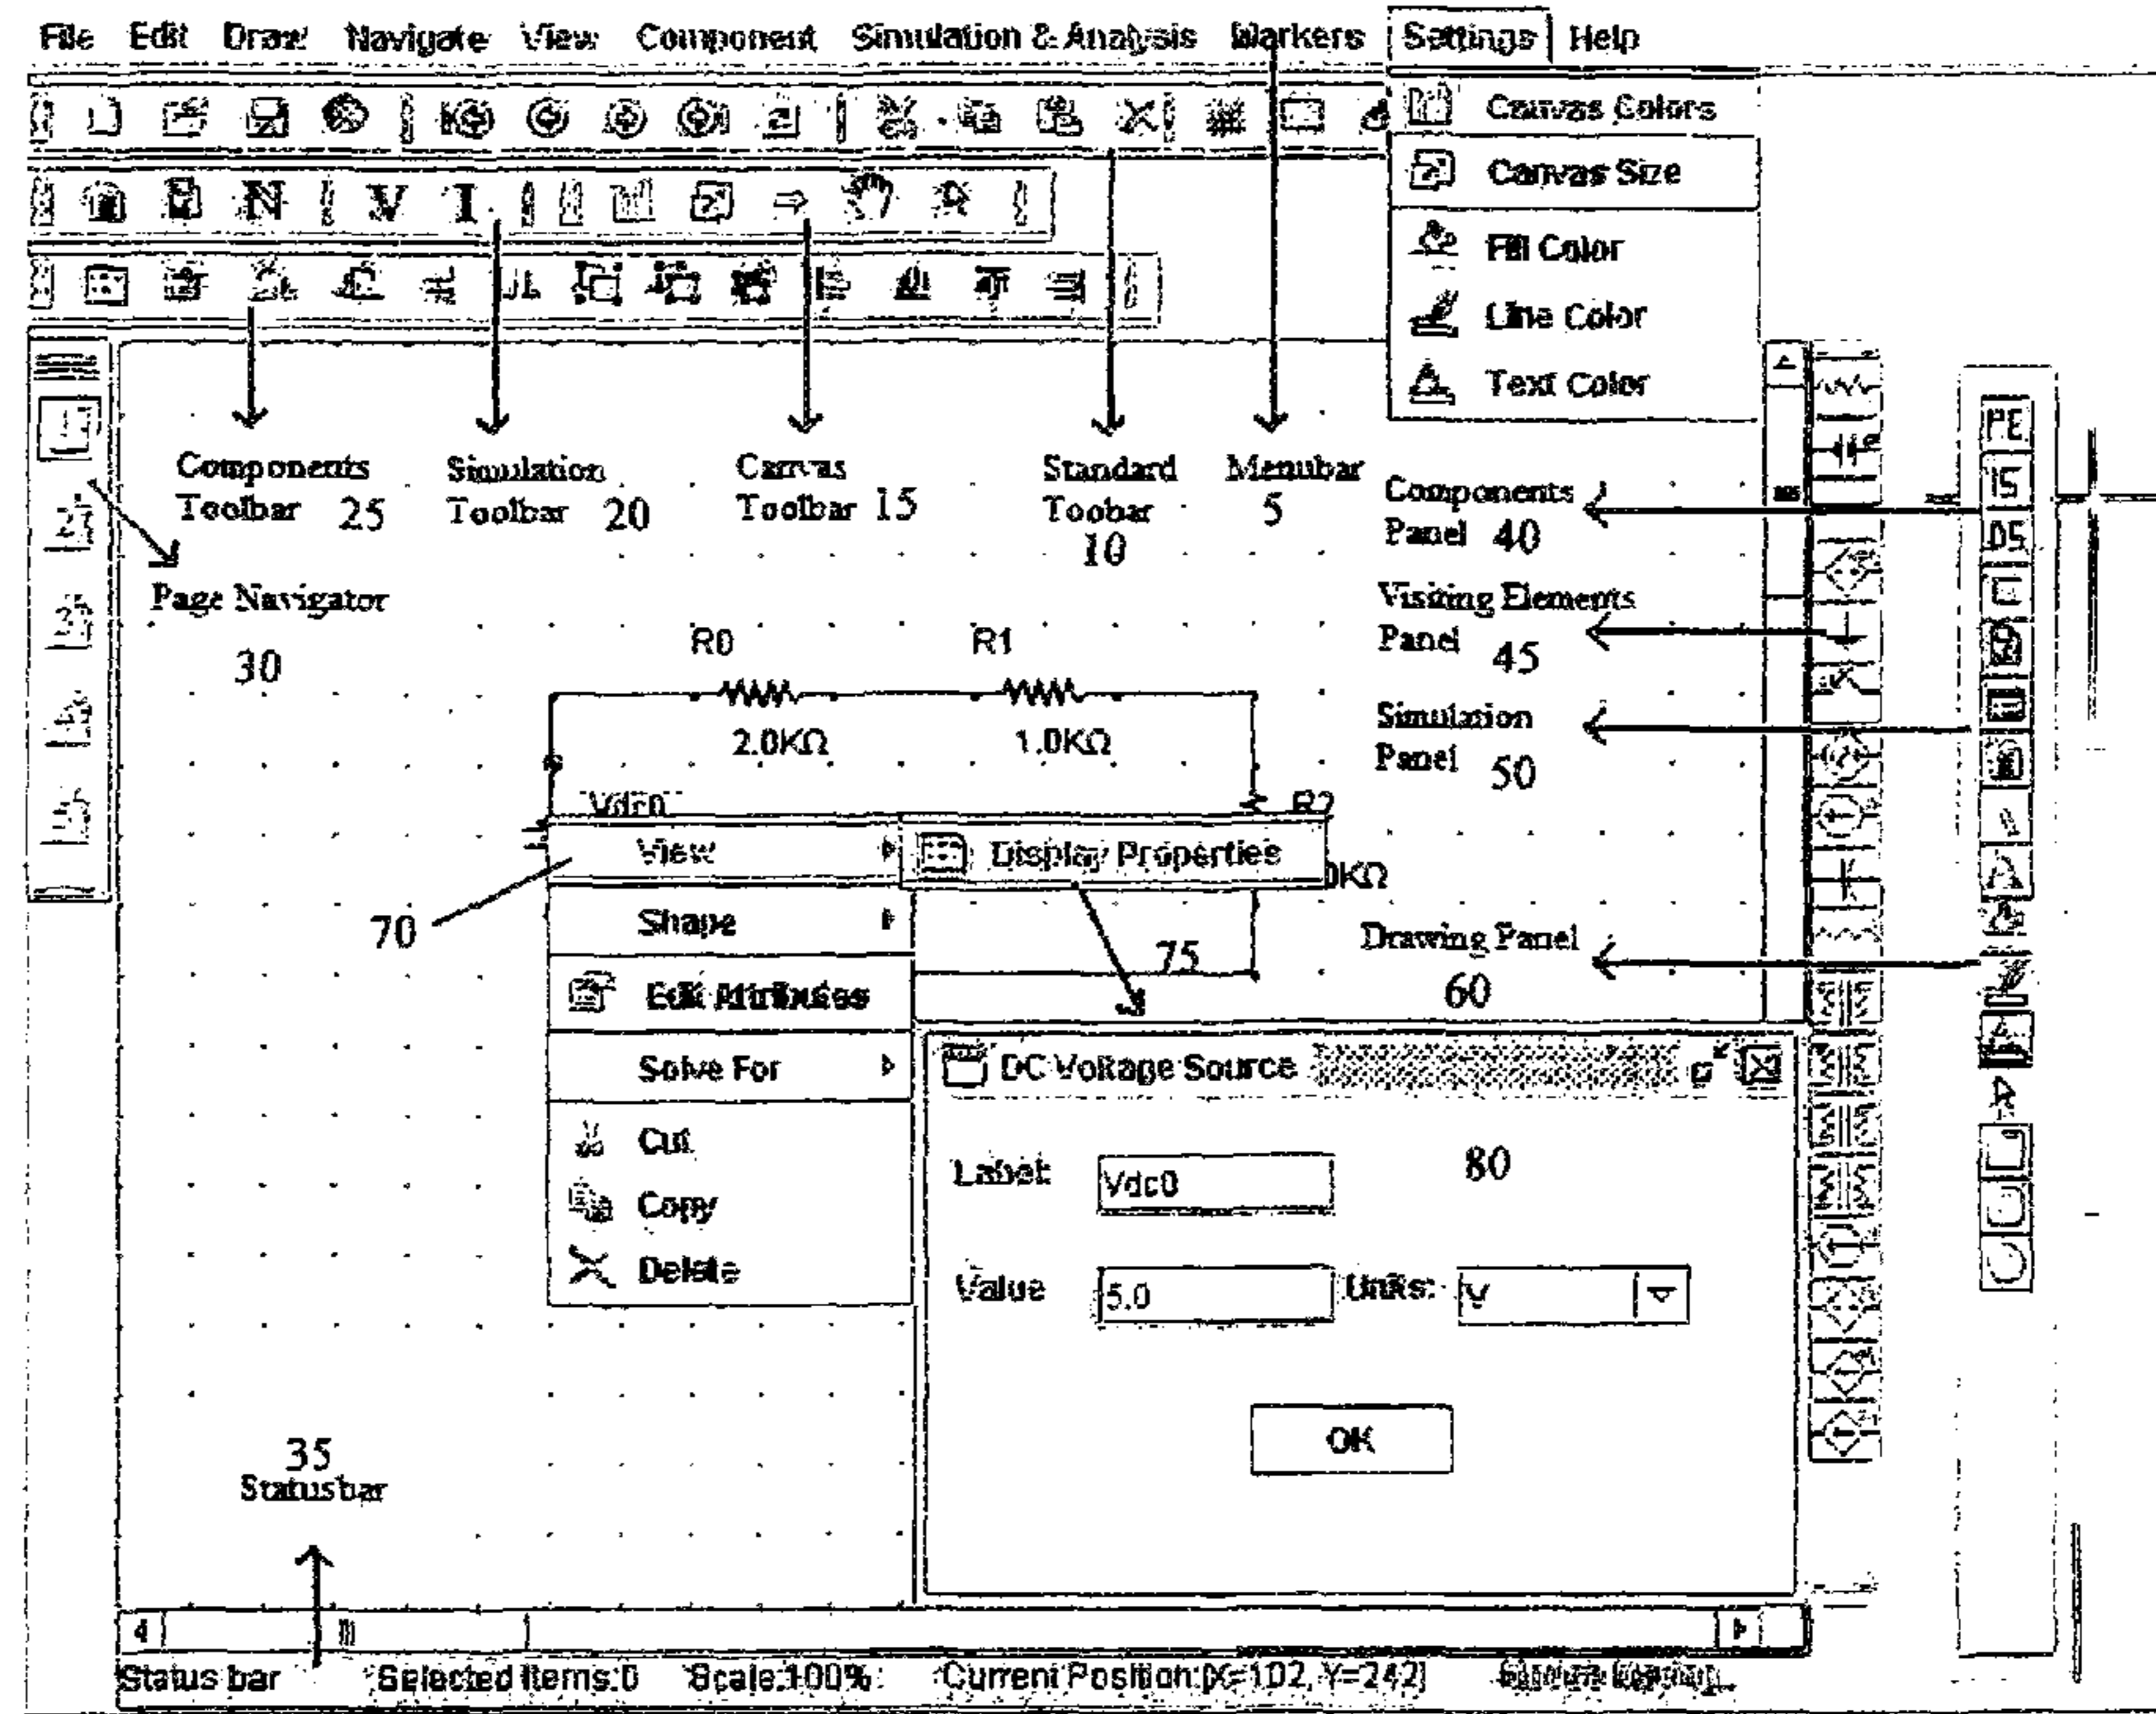 File Edit Draw Navigate View Component Simulation & Analysis Markers Settings Help
Canvas Colors
Canvas Size
N V I
Fill Color
Line Color
Text Color
Components Toolbar 25
Simulation Toolbar 20
Canvas Toolbar 15
Standard Toobar 10
Menubar 5
PE
IS
DS
Components Panel 40
Page Navigator
30
Visiting Elements Panel 45
R0 R1
2.0KΩ 1.0KΩ
Simulation Panel 50
Vdc0 R2
View Display Properties
0KΩ
70
Shape
75
Drawing Panel
60
Edit Attributes
Solve For
DC Voltage Source
Cut
Copy
Delete
Label: Vdc0 80
Value 5.0 Units: V
OK
35
Statusbar
Status bar Selected Items:0 Scale:100% Current Position:[X=102, Y=242]